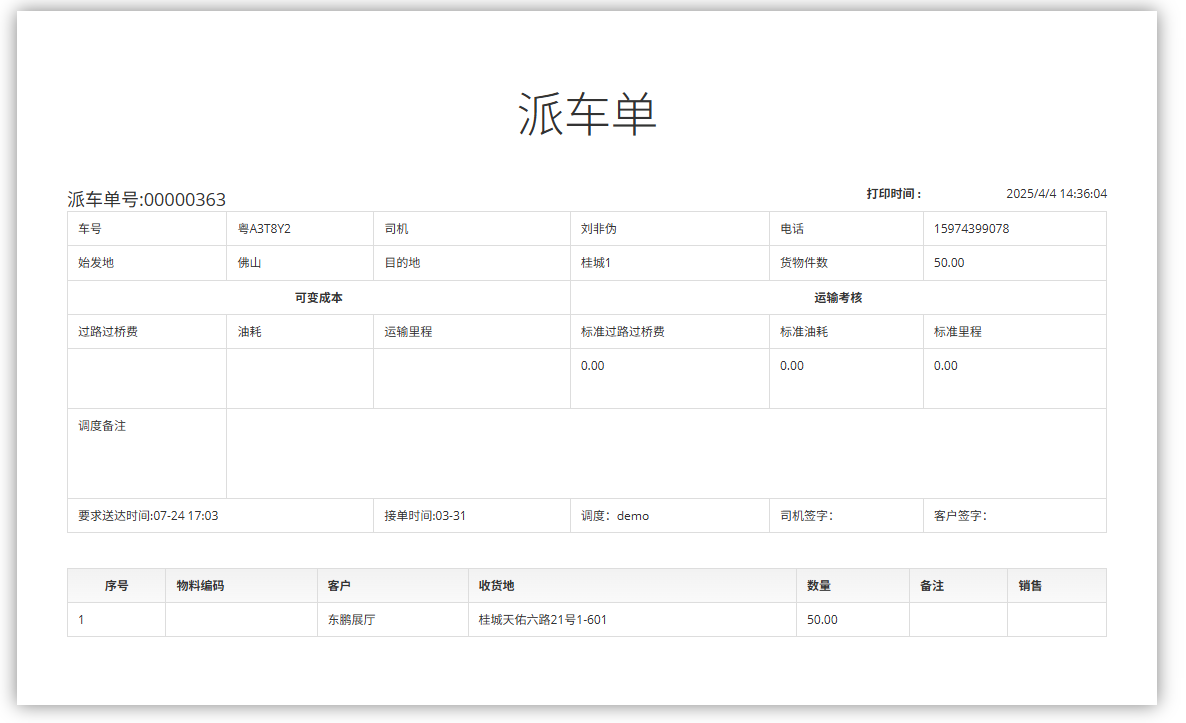 派车单
派车单号:00000363 打印时间： 2025/4/4 14:36:04
车号 粤A3T8Y2 司机 刘非伪 电话 15974399078
始发地 佛山 目的地 桂城1 货物件数 50.00
可变成本 运输考核
过路过桥费 油耗 运输里程 标准过路过桥费 标准油耗 标准里程
0.00 0.00 0.00
调度备注
要求送达时间:07-24 17:03 接单时间:03-31 调度：demo 司机签字： 客户签字：
序号 物料编码 客户 收货地 数量 备注 销售
1 东鹏展厅 桂城天佑六路21号1-601 50.00